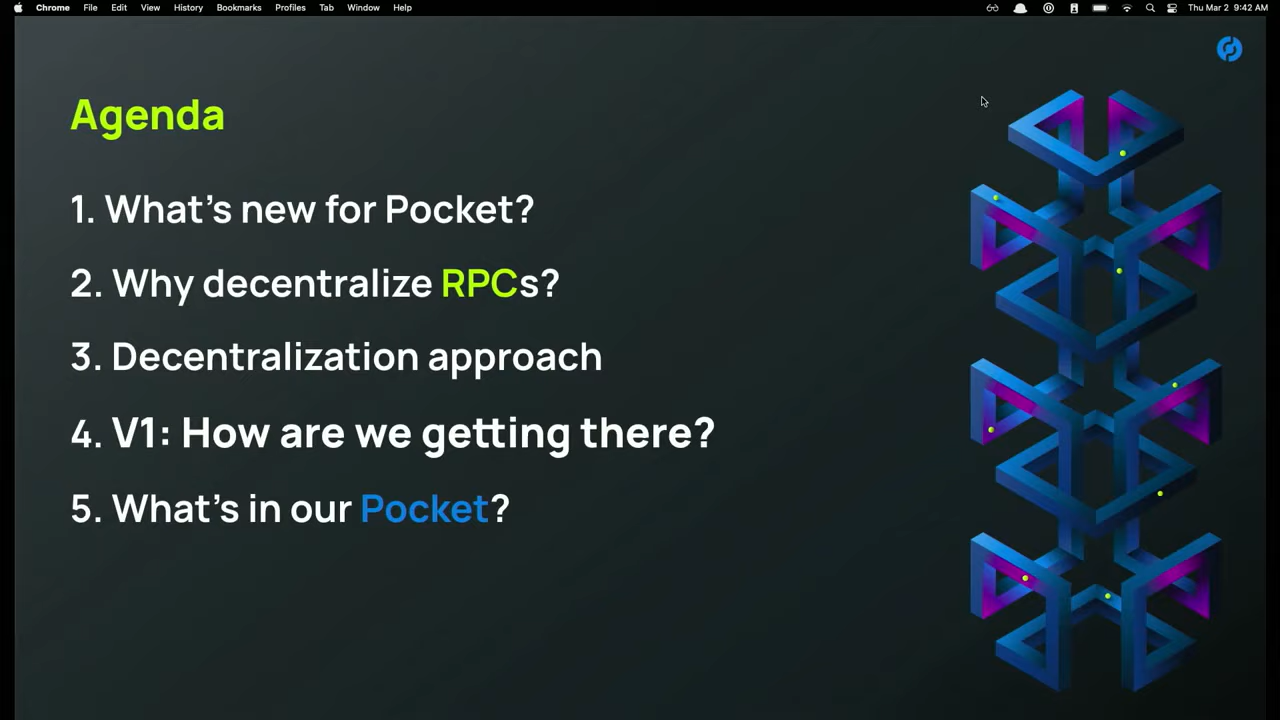 Chrome File Edit View History Bookmarks Profiles Tab Window Help Thu Mar 2 9:42 AM
Agenda
1. What's new for Pocket?
2. Why decentralize RPCs?
3. Decentralization approach
4. V1: How are we getting there?
5. What's in our Pocket?